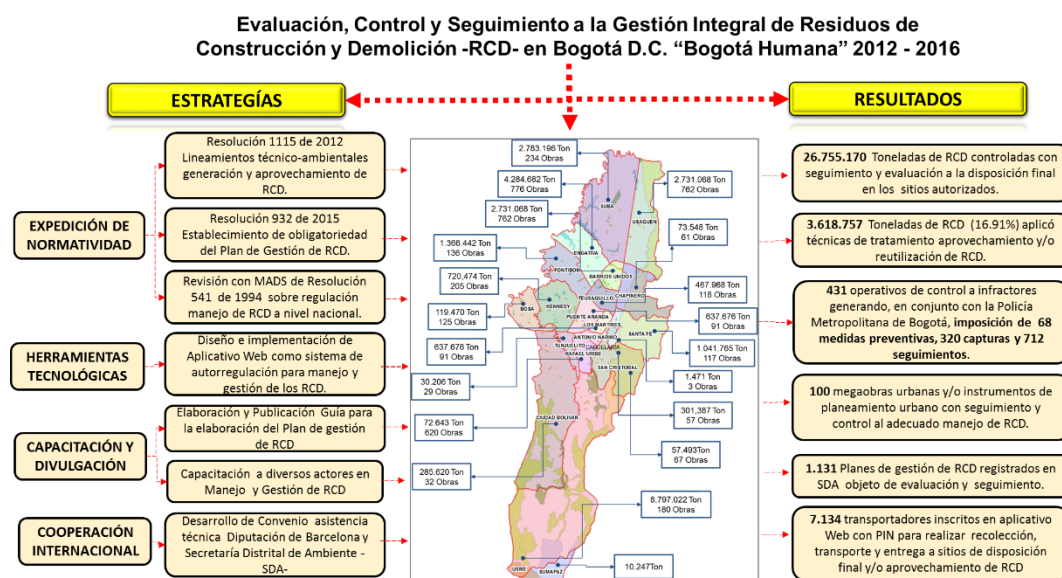 Evaluación, Control y Seguimiento a la Gestión Integral de Residuos de
Construcción y Demolición -RCD- en Bogotá D.C. “Bogotá Humana” 2012 - 2016
ESTRATEGÍAS
EXPEDICIÓN DE
NORMATIVIDAD
Resolución 1115 de 2012
Lineamientos técnico-ambientales
generación y aprovechamiento de
RCD.
Resolución 932 de 2015
Establecimiento de obligatoriedad
del Plan de Gestión de RCD.
Revisión con MADS de Resolución
541 de 1994 sobre regulación
manejo de RCD a nivel nacional.
HERRAMIENTAS
TECNOLÓGICAS
Diseño e implementación de
Aplicativo Web como sistema de
autorregulación para manejo y
gestión de los RCD.
CAPACITACIÓN Y
DIVULGACIÓN
Elaboración y Publicación Guía para
la elaboración del Plan de gestión
de RCD
Capacitación a diversos actores en
Manejo y Gestión de RCD
COOPERACIÓN
INTERNACIONAL
Desarrollo de Convenio asistencia
técnica Diputación de Barcelona y
Secretaría Distrital de Ambiente -
SDA-
2.783.196 Ton
234 Obras
4.284.682 Ton
776 Obras
2.731.068 Ton
762 Obras
2.731.068 Ton
762 Obras
1.366.442 Ton
136 Obras
73.548 Ton
61 Obras
720,474 Ton
205 Obras
467.968 Ton
118 Obras
119.470 Ton
125 Obras
637.676 Ton
91 Obras
637.676 Ton
91 Obras
1.041.765 Ton
117 Obras
30.206 Ton
29 Obras
1,471 Ton
3 Obras
72.643 Ton
620 Obras
301,387 Ton
57 Obras
57.493Ton
67 Obras
285.620 Ton
32 Obras
8.797.022 Ton
180 Obras
10.247Ton
SUBA
USAQUEN
ENGATIVA
FONTIBON
BARRIOS UNIDOS
TEUSAQUILLO
CHAPINERO
KENNEDY
BOSA
PUENTE ARANDA
LOS MARTIRES
SANTA FE
ANTONIO NARIÑO
CANDELARIA
TUNJUELITO
RAFAEL URIBE
SAN CRISTOBAL
CIUDAD BOLIVAR
USME
SUMAPAZ
RESULTADOS
26.755.170 Toneladas de RCD controladas con
seguimiento y evaluación a la disposición final
en los sitios autorizados.
3.618.757 Toneladas de RCD (16.91%) aplicó
técnicas de tratamiento aprovechamiento y/o
reutilización de RCD.
431 operativos de control a infractores
generando, en conjunto con la Policía
Metropolitana de Bogotá, imposición de 68
medidas preventivas, 320 capturas y 712
seguimientos.
100 megaobras urbanas y/o instrumentos de
planeamiento urbano con seguimiento y
control al adecuado manejo de RCD.
1.131 Planes de gestión de RCD registrados en
SDA objeto de evaluación y seguimiento.
7.134 transportadores inscritos en aplicativo
Web con PIN para realizar recolección,
transporte y entrega a sitios de disposición
final y/o aprovechamiento de RCD